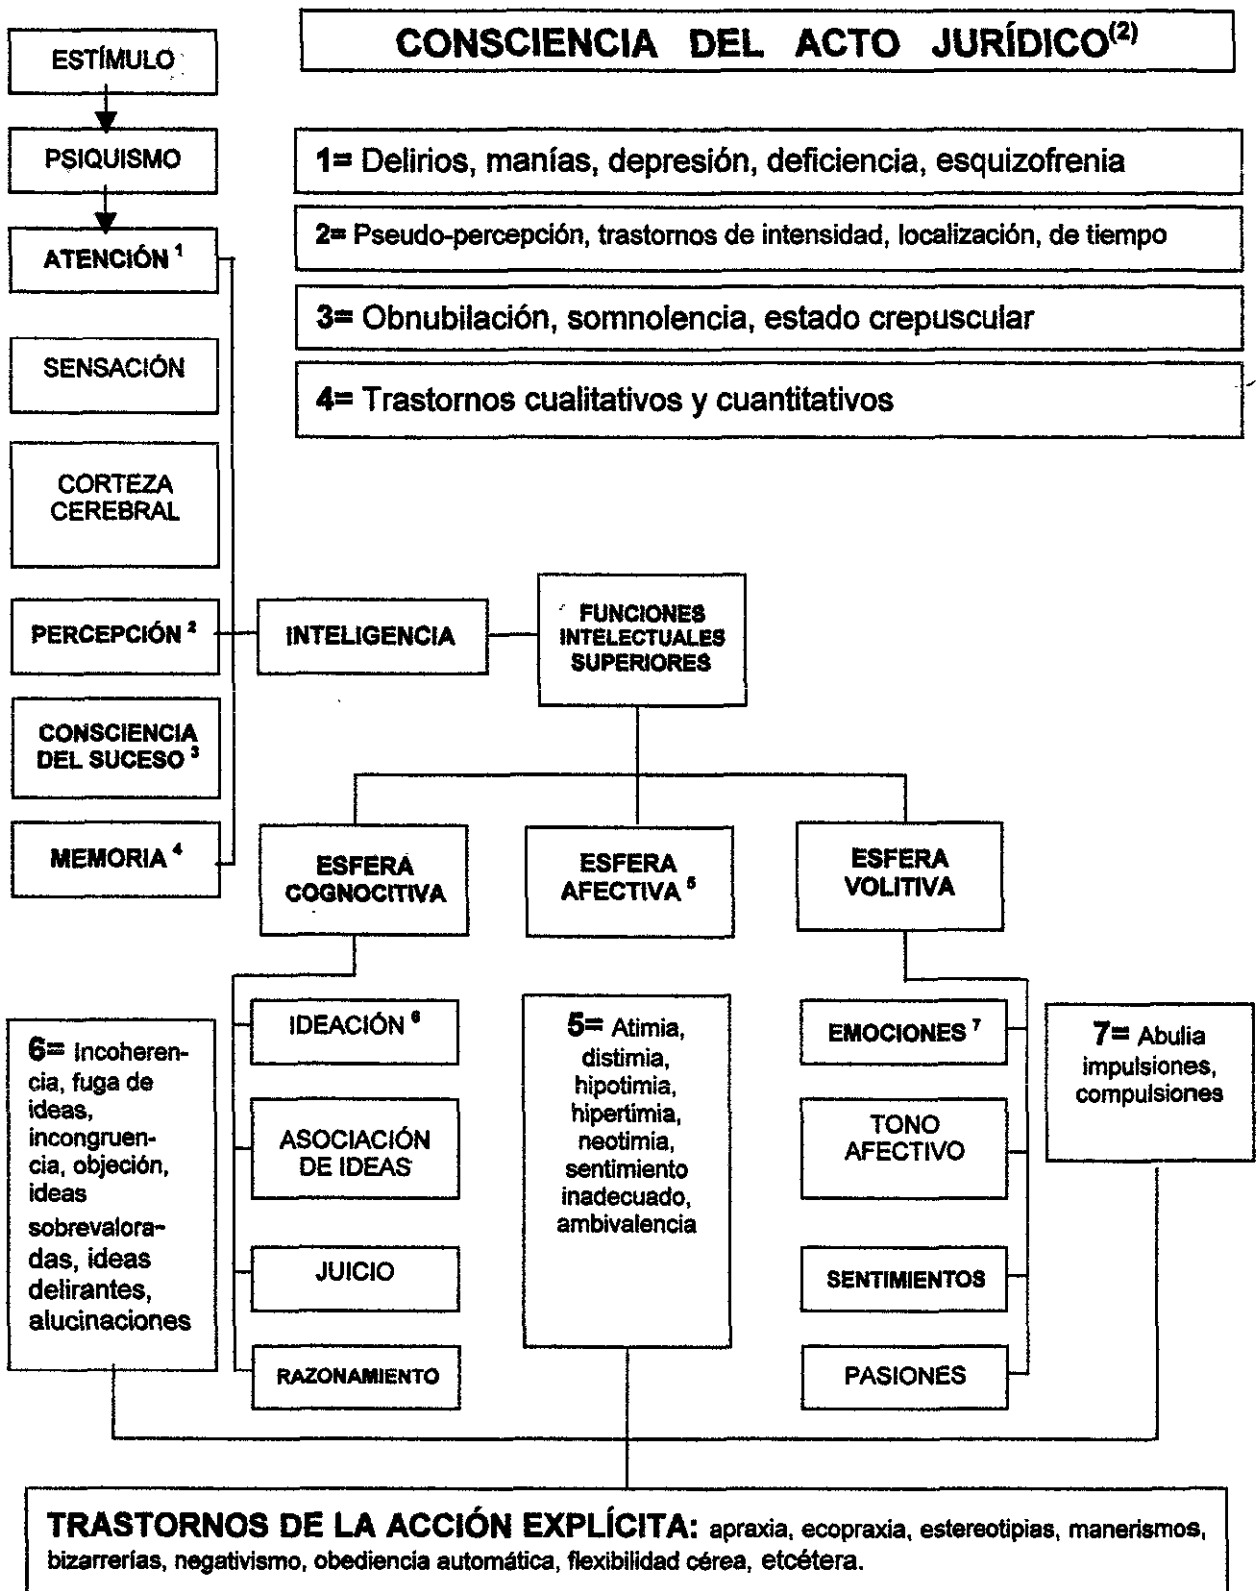 CONSCIENCIA DEL ACTO JURÍDICO(2)
ESTÍMULO
PSIQUISMO
ATENCIÓN 1
SENSACIÓN
CORTEZA
CEREBRAL
PERCEPCIÓN 2
CONSCIENCIA
DEL SUCESO 3
MEMORIA 4
1= Delirios, manías, depresión, deficiencia, esquizofrenia
2= Pseudo-percepción, trastornos de intensidad, localización, de tiempo
3= Obnubilación, somnolencia, estado crepuscular
4= Trastornos cualitativos y cuantitativos
INTELIGENCIA
FUNCIONES
INTELECTUALES
SUPERIORES
ESFERA
COGNOCITIVA
ESFERA
AFECTIVA 5
ESFERA
VOLITIVA
6= Incoheren-
cia, fuga de
ideas,
incongruen-
cia, objeción,
ideas
sobrevalora-
das, ideas
delirantes,
alucinaciones
IDEACIÓN 6
ASOCIACIÓN
DE IDEAS
JUICIO
RAZONAMIENTO
5= Atimia,
distimia,
hipotimia,
hipertimia,
neotimia,
sentimiento
inadecuado,
ambivalencia
EMOCIONES 7
TONO
AFECTIVO
SENTIMIENTOS
PASIONES
7= Abulia
impulsiones,
compulsiones
TRASTORNOS DE LA ACCIÓN EXPLÍCITA: apraxia, ecopraxia, estereotipias, manerismos,
bizarrerías, negativismo, obediencia automática, flexibilidad cérea, etcétera.